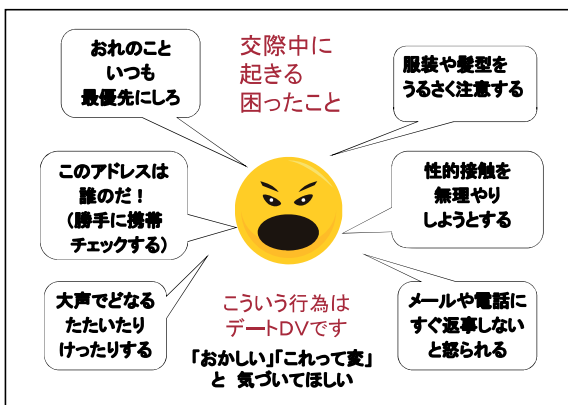 交際中に
起きる
困ったこと
おれのこと
いつも
最優先にしろ
服装や髪型を
うるさく注意する
このアドレスは
誰のだ！
（勝手に携帯
チェックする）
性的接触を
無理やり
しようとする
大声でどなる
たたいたり
けったりする
メールや電話に
すぐ返事しない
と怒られる
こういう行為は
デートDVです
「おかしい」「これって変」
と 気づいてほしい